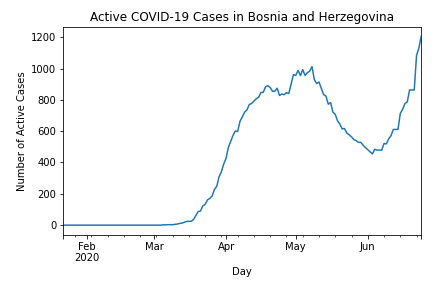 Active COVID-19 Cases in Bosnia and Herzegovina
Number of Active Cases
1200
1000
800
600
400
200
0
Feb
2020
Mar
Apr
May
Jun
Day